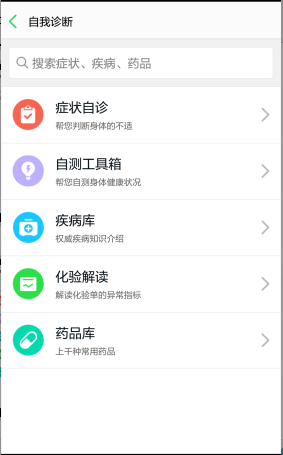 自我诊断
搜索症状、疾病、药品
症状自诊
帮您判断身体的不适
自测工具箱
帮您自测身体健康状况
疾病库
权威疾病知识介绍
化验解读
解读化验单的异常指标
药品库
上千种常用药品